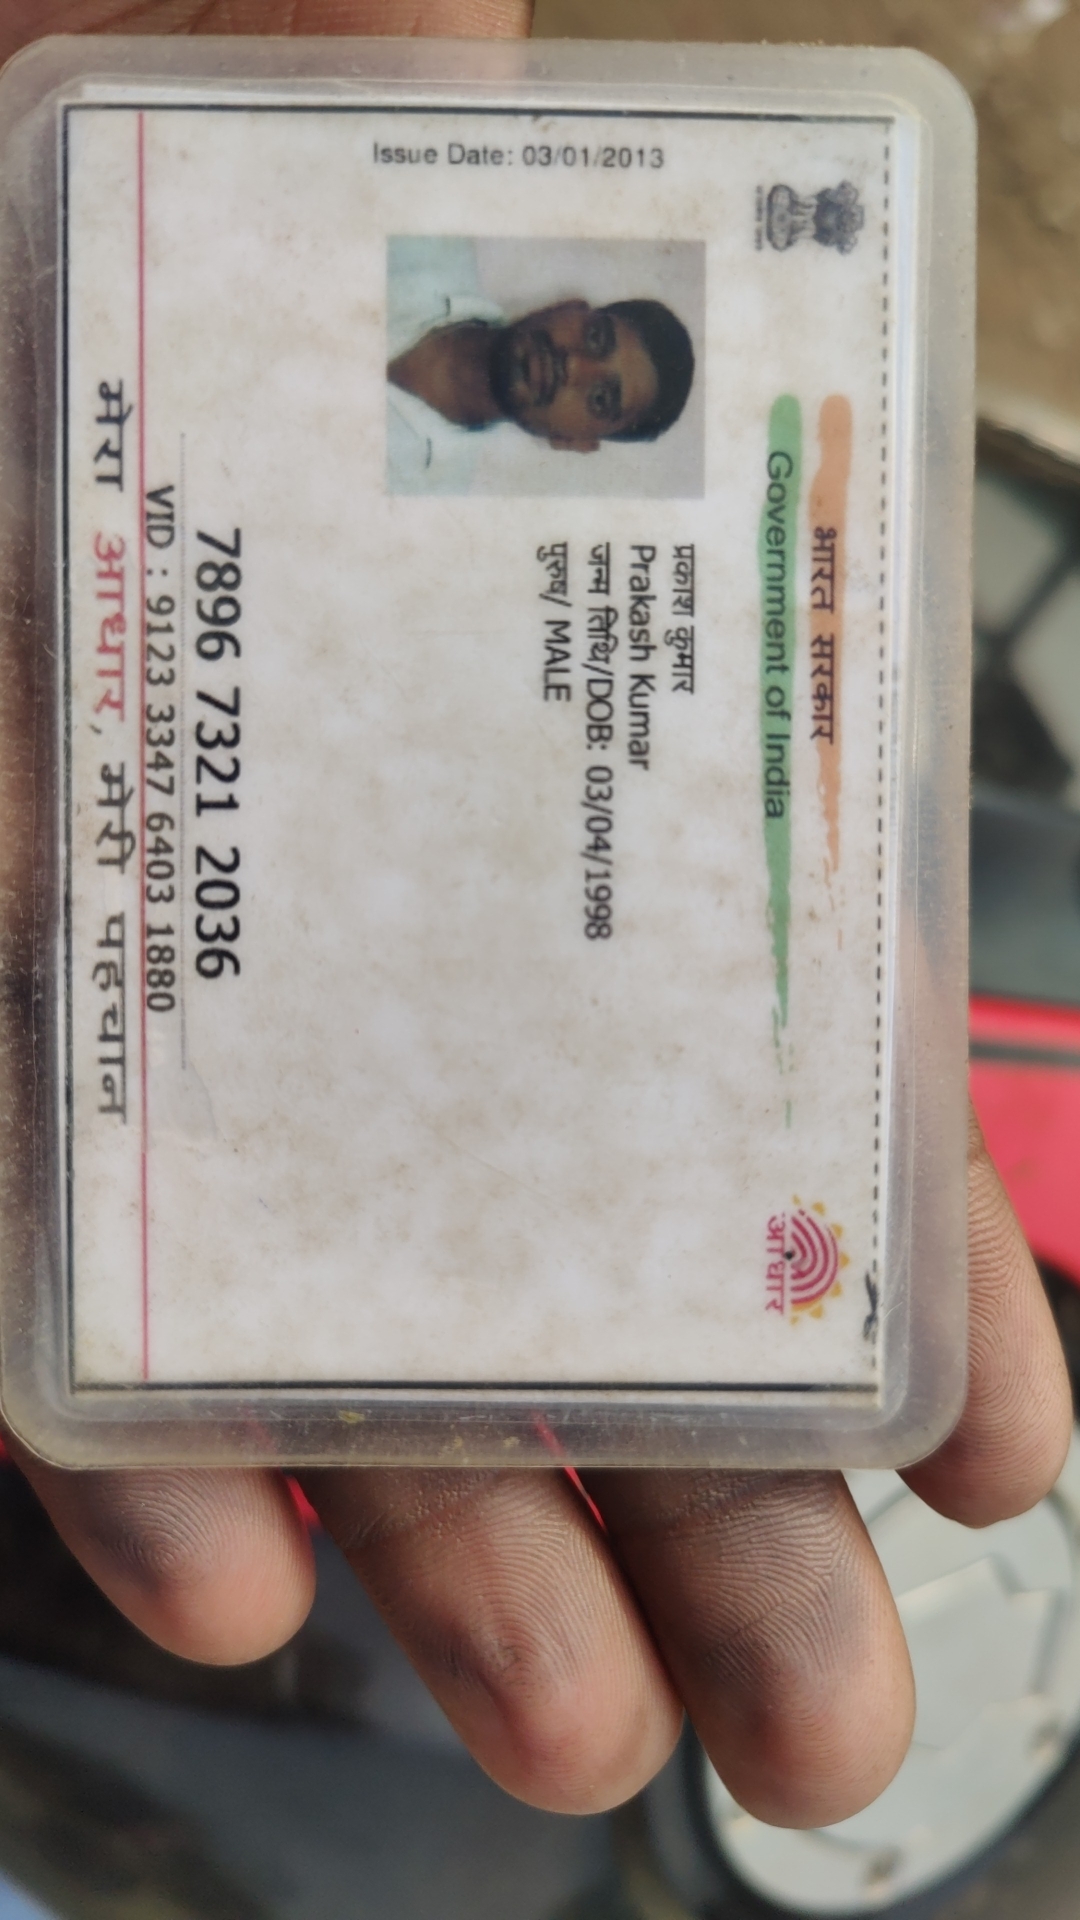 Issue Date: 03/01/2013
भारत सरकार
Government of India
प्रकाश कुमार
Prakash Kumar
जन्म तिथि/DOB: 03/04/1998
पुरुष/ MALE
आधार
7896 7321 2036
VID : 9123 3347 6403 1880
मेरा आधार, मेरी पहचान